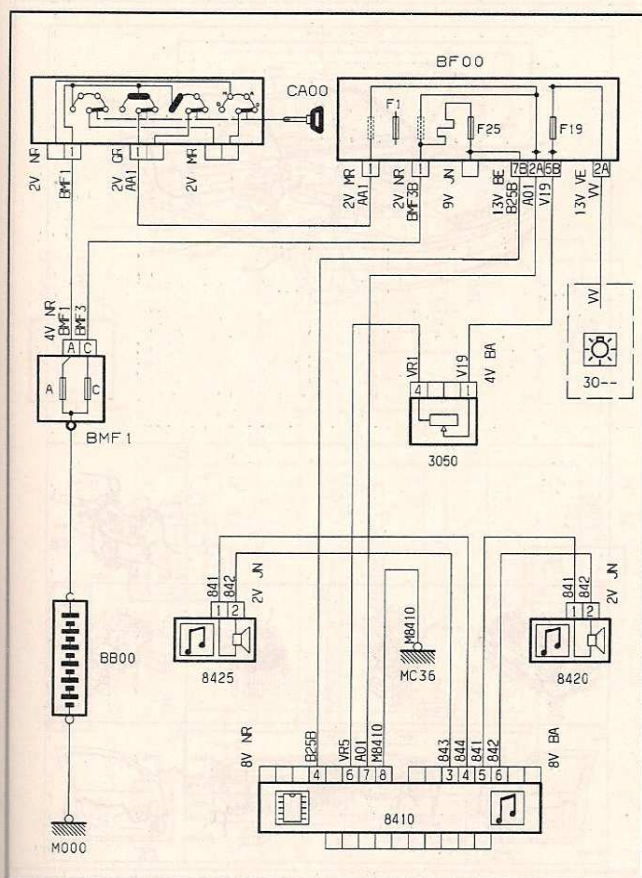 BF00
CA00
F1
F25
F19
1
1
1
1
7B
2A
5B
2A
2V NR
BMF1
2V GR
AA1
2V MR
2V MR
AA1
2V NR
BMF3B
9V JN
13V BE
B25B
A01
V19
13V VE
VV
4V NR
BMF1
BMF3
A
C
A
C
BMF1
VV
30--
VR1
V19
4V BA
4
1
3050
841
842
2V JN
1
2
8425
M8410
MC36
841
842
2V JN
1
2
8420
BB00
8V NR
B25B
VR5
A01
M8410
843
844
841
842
8V BA
4
6
7
8
3
4
5
6
8410
M000